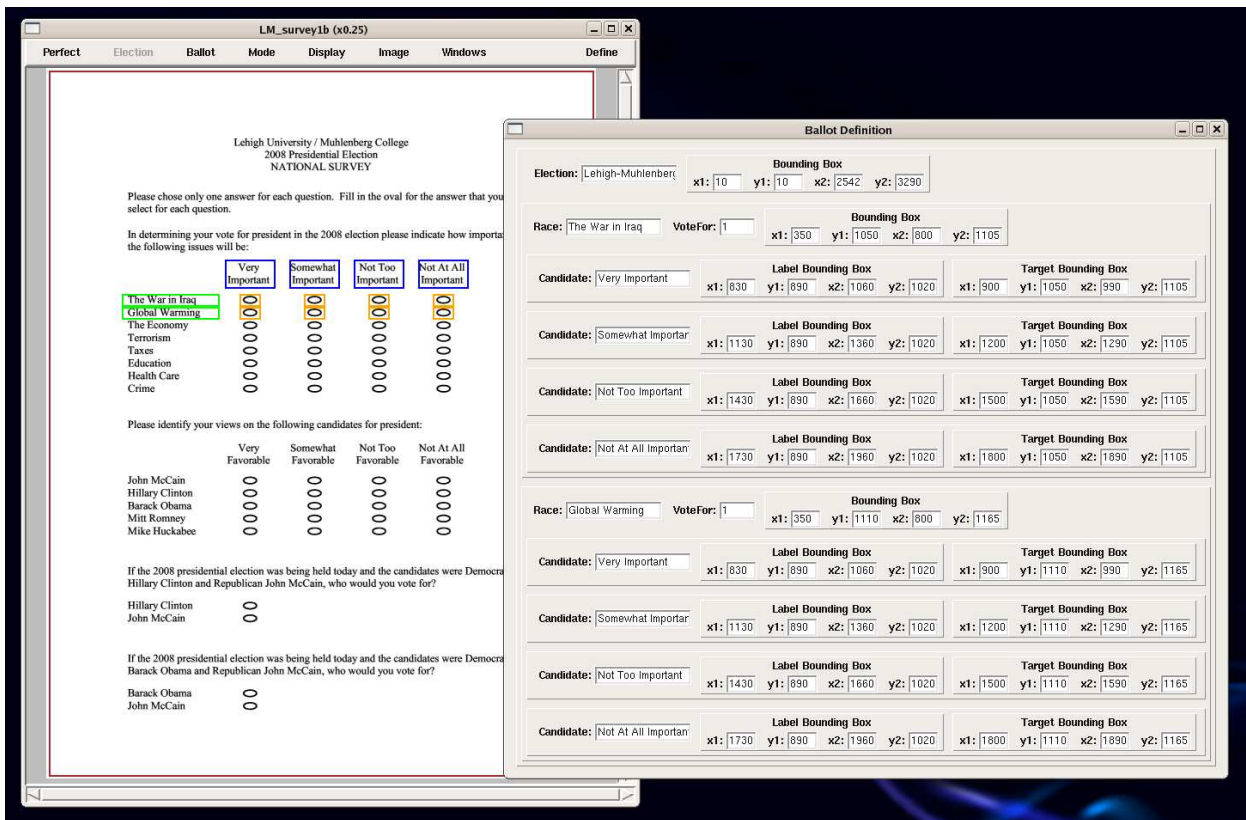 LM_survey1b (x0.25)
Perfect Election Ballot Mode Display Image Windows Define
Lehigh University / Muhlenberg College
2008 Presidential Election
NATIONAL SURVEY
Please chose only one answer for each question. Fill in the oval for the answer that you
select for each question.
In determining your vote for president in the 2008 election please indicate how importa
the following issues will be:
Very Somewhat Not Too Not At All
Important Important Important Important
The War in Iraq
Global Warming
The Economy
Terrorism
Taxes
Education
Health Care
Crime
Please identify your views on the following candidates for president:
Very Somewhat Not Too Not At All
Favorable Favorable Favorable Favorable
John McCain
Hillary Clinton
Barack Obama
Mitt Romney
Mike Huckabee
If the 2008 presidential election was being held today and the candidates were Democra
Hillary Clinton and Republican John McCain, who would you vote for?
Hillary Clinton
John McCain
If the 2008 presidential election was being held today and the candidates were Democra
Barack Obama and Republican John McCain, who would you vote for?
Barack Obama
John McCain
Ballot Definition
Bounding Box
Election: Lehigh-Muhlenberg x1: 10 y1: 10 x2: 2542 y2: 3290
Bounding Box
Race: The War in Iraq VoteFor: 1 x1: 350 y1: 1050 x2: 800 y2: 1105
Label Bounding Box Target Bounding Box
Candidate: Very Important x1: 830 y1: 890 x2: 1060 y2: 1020 x1: 900 y1: 1050 x2: 990 y2: 1105
Label Bounding Box Target Bounding Box
Candidate: Somewhat Importar x1: 1130 y1: 890 x2: 1360 y2: 1020 x1: 1200 y1: 1050 x2: 1290 y2: 1105
Label Bounding Box Target Bounding Box
Candidate: Not Too Important x1: 1430 y1: 890 x2: 1660 y2: 1020 x1: 1500 y1: 1050 x2: 1590 y2: 1105
Label Bounding Box Target Bounding Box
Candidate: Not At All Importan x1: 1730 y1: 890 x2: 1960 y2: 1020 x1: 1800 y1: 1050 x2: 1890 y2: 1105
Bounding Box
Race: Global Warming VoteFor: 1 x1: 350 y1: 1110 x2: 800 y2: 1165
Label Bounding Box Target Bounding Box
Candidate: Very Important x1: 830 y1: 890 x2: 1060 y2: 1020 x1: 900 y1: 1110 x2: 990 y2: 1165
Label Bounding Box Target Bounding Box
Candidate: Somewhat Importar x1: 1130 y1: 890 x2: 1360 y2: 1020 x1: 1200 y1: 1110 x2: 1290 y2: 1165
Label Bounding Box Target Bounding Box
Candidate: Not Too Important x1: 1430 y1: 890 x2: 1660 y2: 1020 x1: 1500 y1: 1110 x2: 1590 y2: 1165
Label Bounding Box Target Bounding Box
Candidate: Not At All Importan x1: 1730 y1: 890 x2: 1960 y2: 1020 x1: 1800 y1: 1110 x2: 1890 y2: 1165